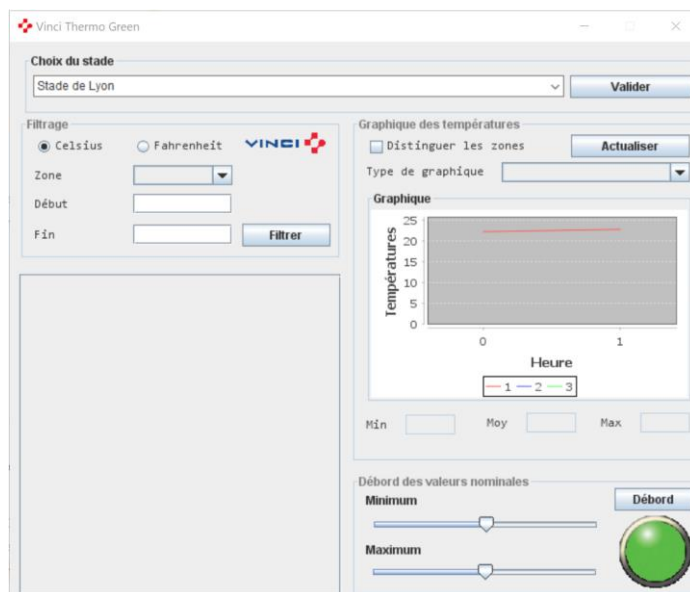 Vinci Thermo Green
Choix du stade
Stade de Lyon
Valider
Filtrage
Celsius
Fahrenheit
VINCI
Zone
Début
Fin
Filtrer
Graphique des températures
Distinguer les zones
Actualiser
Type de graphique
Graphique
Températures
25
20
15
10
5
0
0 1
Heure
1 2 3
Min
Moy
Max
Débord des valeurs nominales
Minimum
Débord
Maximum